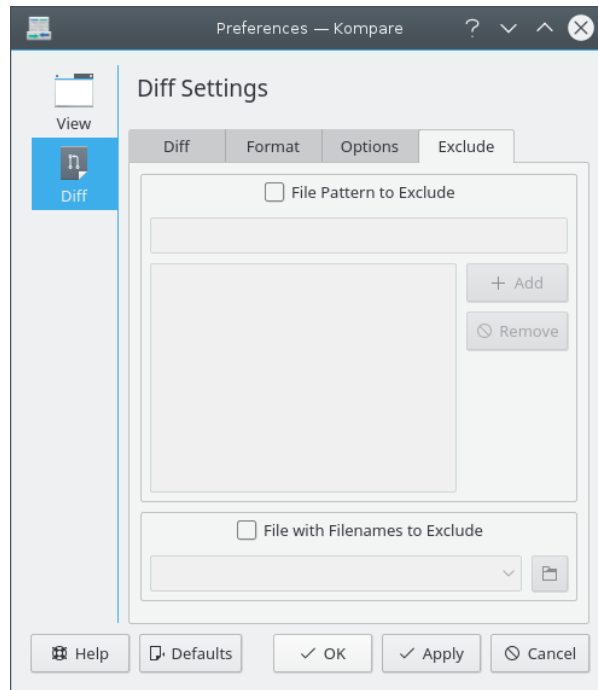 Preferences — Kompare
View
Diff
Diff Settings
Diff Format Options Exclude
File Pattern to Exclude
+ Add
Remove
File with Filenames to Exclude
Help Defaults OK Apply Cancel